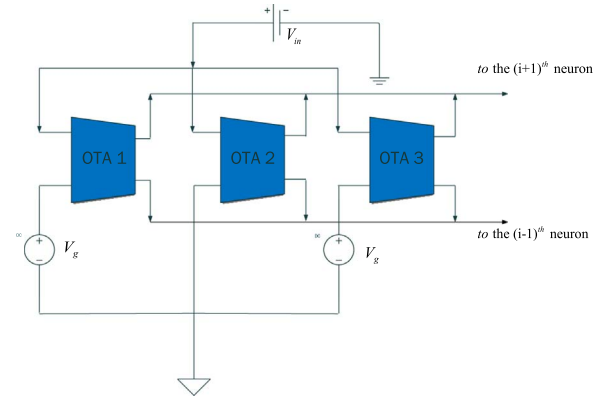 + −
V_in
to the (i+1)^th neuron
OTA 1
OTA 2
OTA 3
to the (i-1)^th neuron
∞
+
−
V_g
∞
+
−
V_g